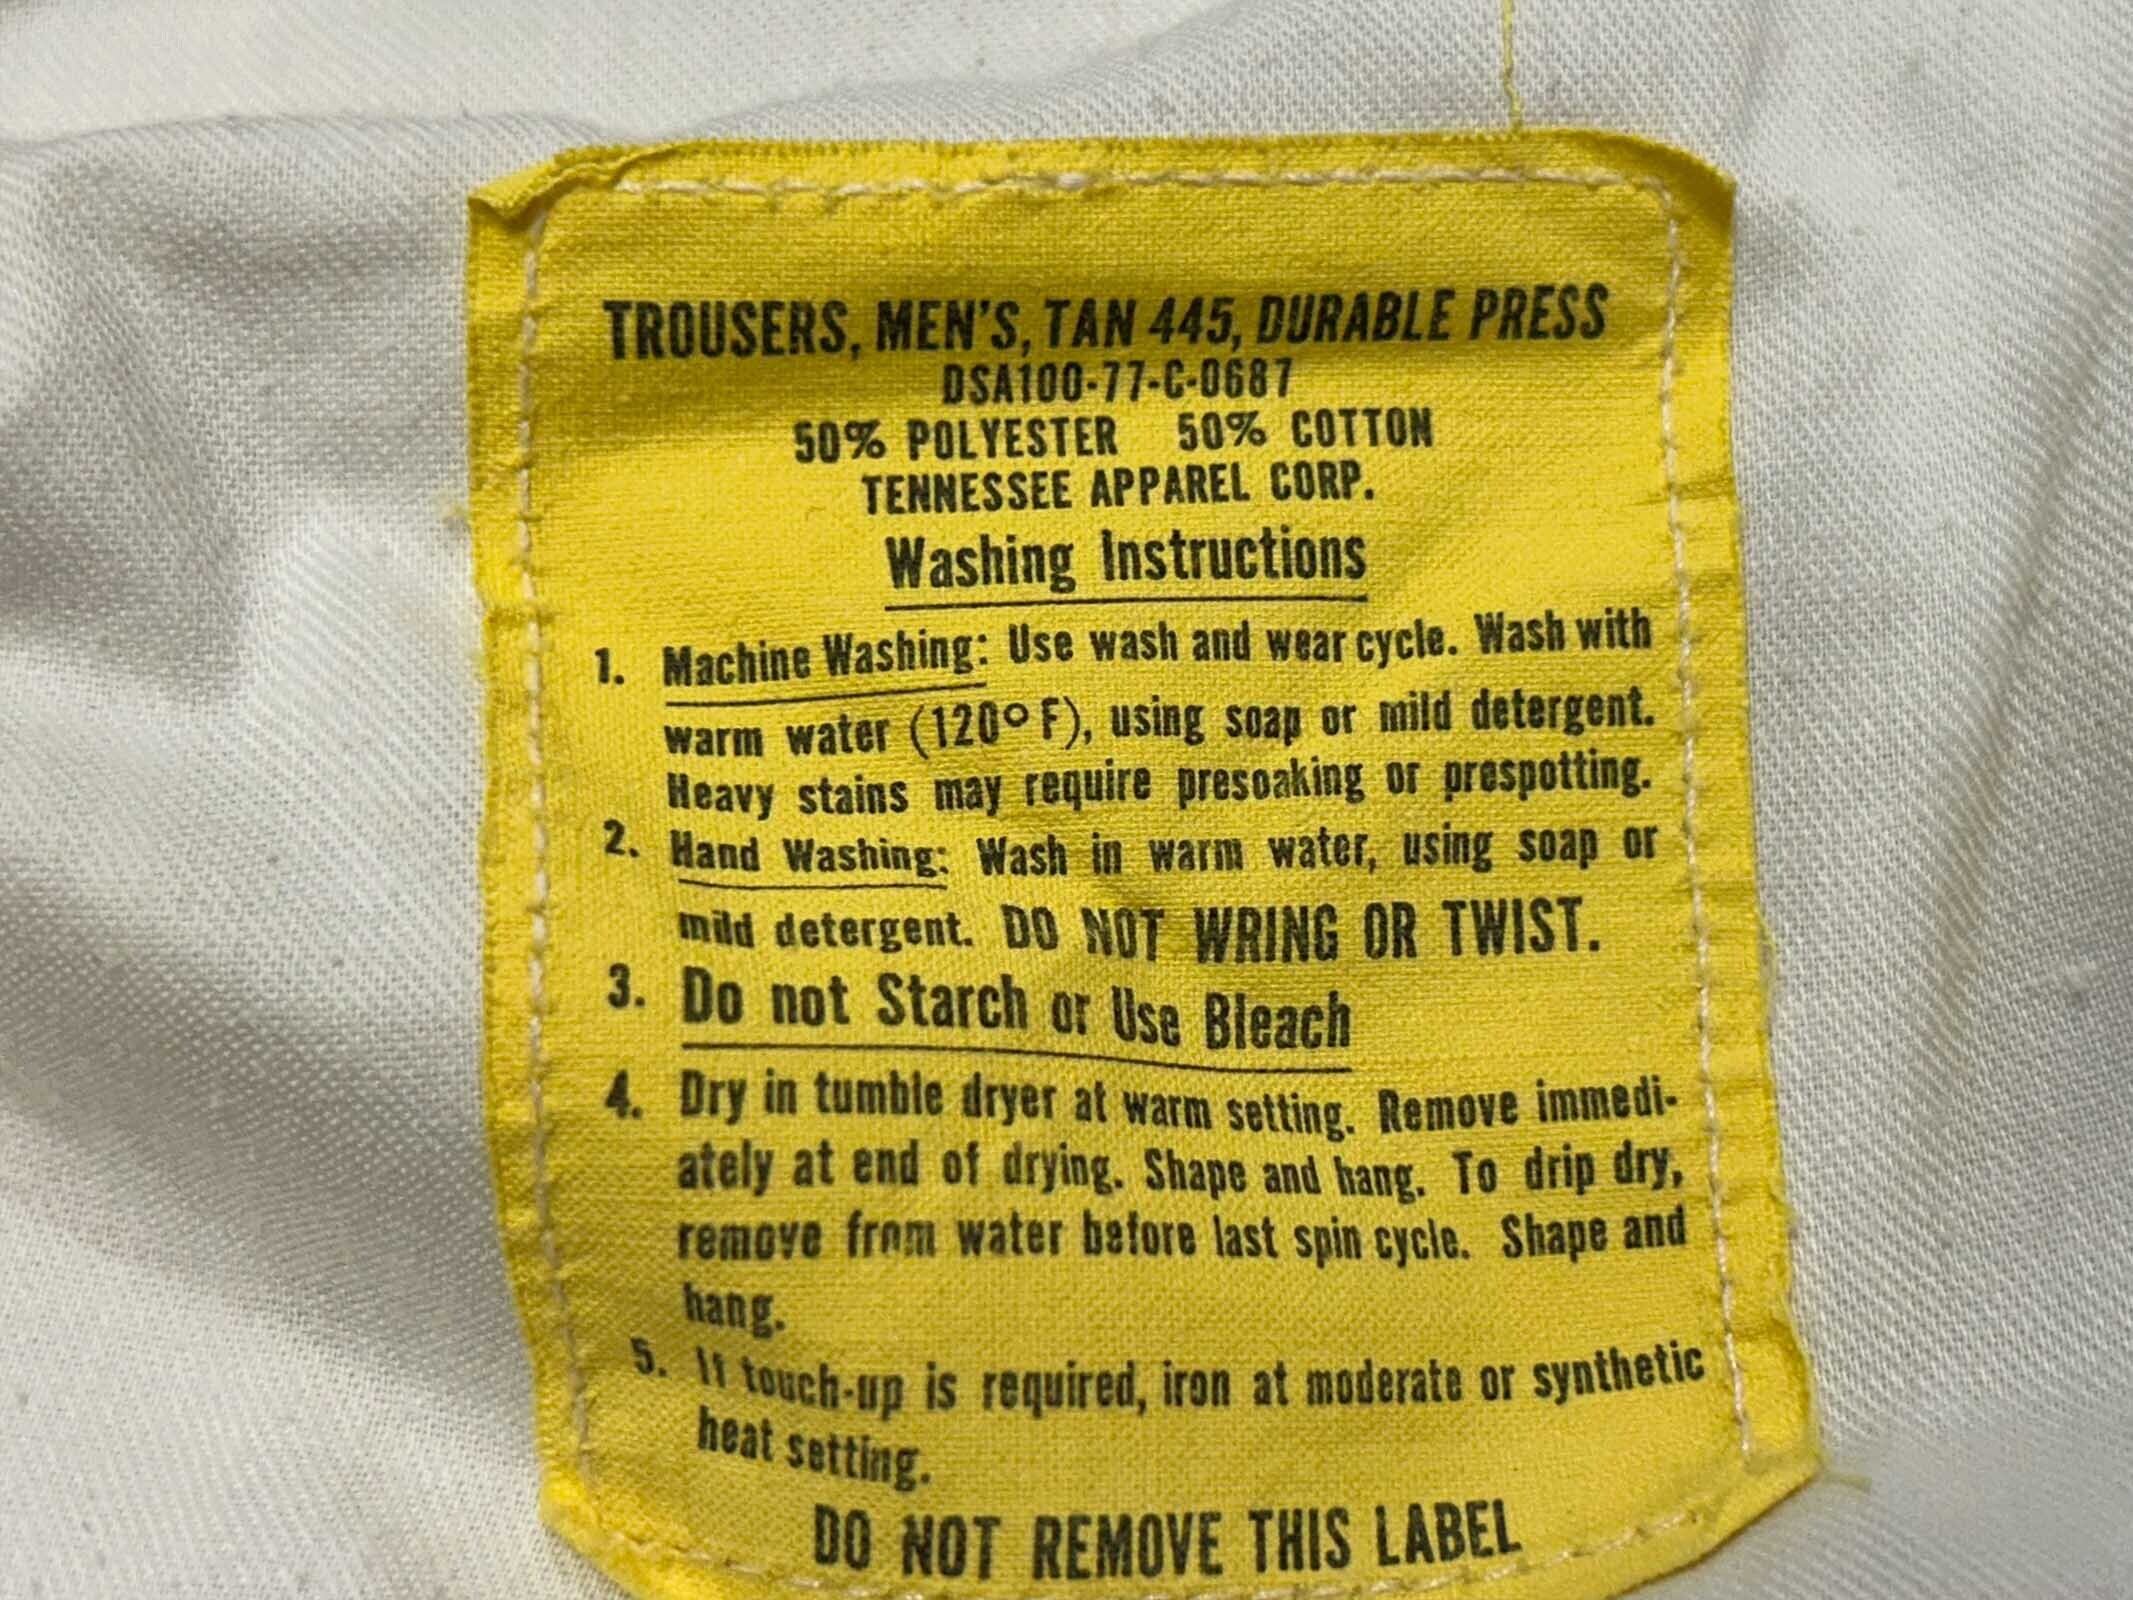 TROUSERS, MEN'S, TAN 445, DURABLE PRESS
DSA100-77-C-0687
50% POLYESTER 50% COTTON
TENNESSEE APPAREL CORP.
Washing Instructions
1. Machine Washing: Use wash and wear cycle. Wash with
warm water (120° F), using soap or mild detergent.
Heavy stains may require presoaking or prespotting.
2. Hand Washing: Wash in warm water, using soap or
mild detergent. DO NOT WRING OR TWIST.
3. Do not Starch or Use Bleach
4. Dry in tumble dryer at warm setting. Remove immedi-
ately at end of drying. Shape and hang. To drip dry,
remove from water before last spin cycle. Shape and
hang.
5. If touch-up is required, iron at moderate or synthetic
heat setting.
DO NOT REMOVE THIS LABEL